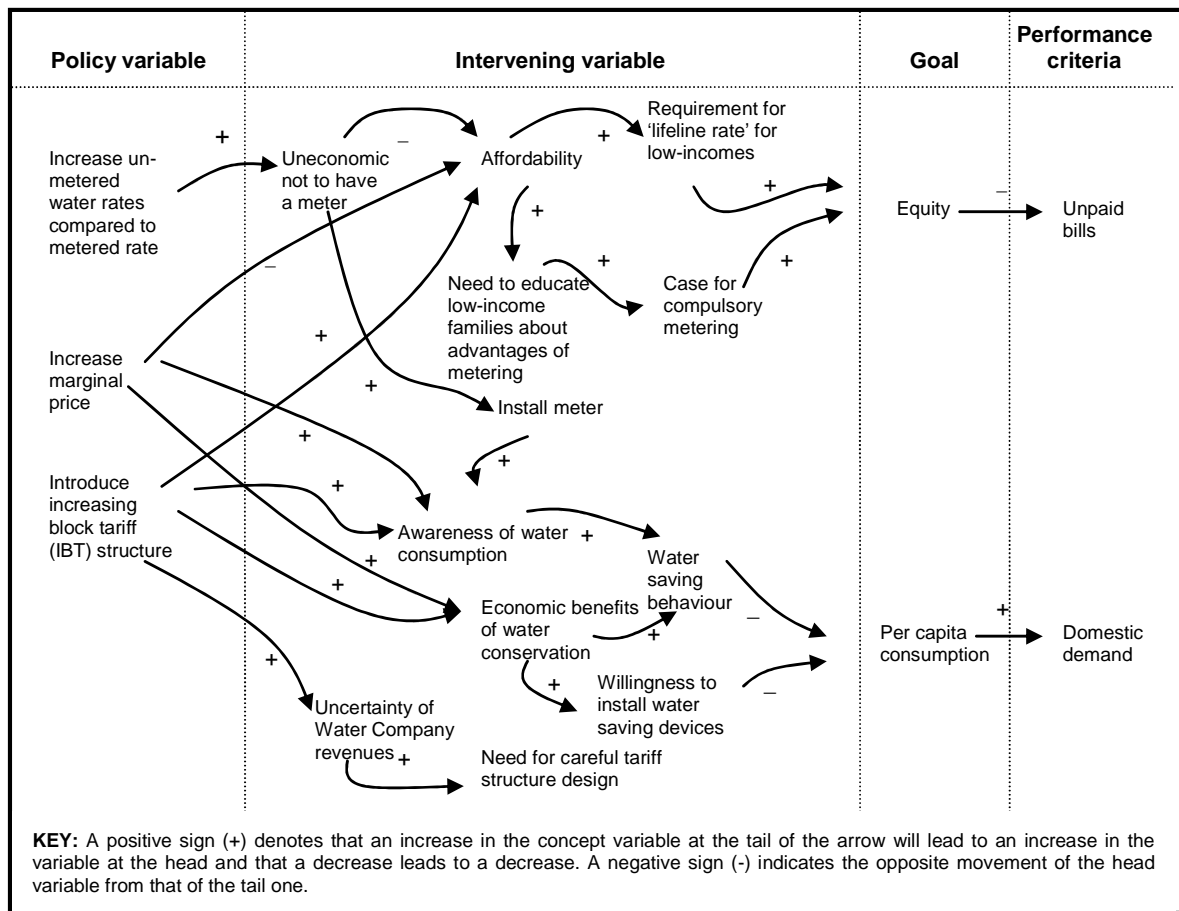 Policy variable
Intervening variable
Goal
Performance
criteria
Increase un-
metered
water rates
compared to
metered rate
+
Uneconomic
not to have
a meter
–
Affordability
+
Requirement for
‘lifeline rate’ for
low-incomes
+
Equity
–
Unpaid
bills
–
+
Need to educate
low-income
families about
advantages of
metering
+
Case for
compulsory
metering
+
Increase
marginal
price
+
+
Install meter
+
+
Introduce
increasing
block tariff
(IBT) structure
+
Awareness of water
consumption
+
Water
saving
behaviour
–
+
+
Economic benefits
of water
conservation
+
Per capita
consumption
+
Domestic
demand
+
+
Willingness to
install water
saving devices
–
Uncertainty of
Water Company
revenues
+
Need for careful tariff
structure design
KEY: A positive sign (+) denotes that an increase in the concept variable at the tail of the arrow will lead to an increase in the
variable at the head and that a decrease leads to a decrease. A negative sign (-) indicates the opposite movement of the head
variable from that of the tail one.